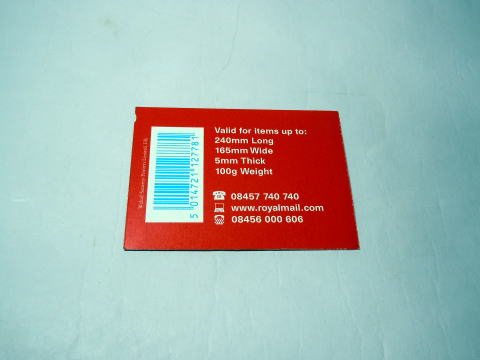 Valid for items up to:
240mm Long
165mm Wide
5mm Thick
100g Weight
08457 740 740
www.royalmail.com
08456 000 606
5 014721 127781